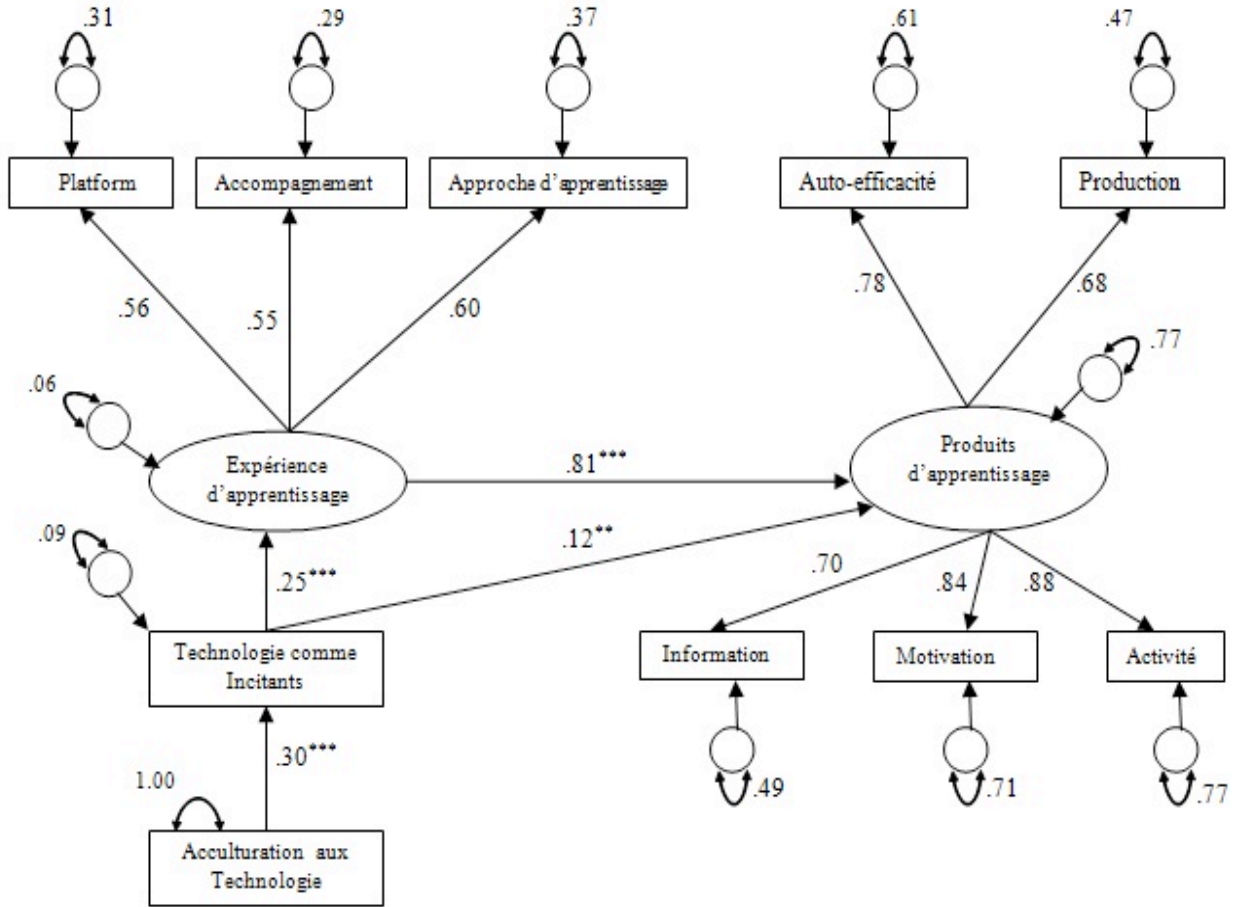 .31
.29
.37
.61
.47
Platform
Accompagnement
Approche d'apprentissage
Auto-efficacité
Production
.56
.55
.60
.78
.68
.77
.06
Expérience
d'apprentissage
.81***
Produits
d'apprentissage
.09
.25***
.12**
.70
.84
.88
Technologie comme
Incitants
Information
Motivation
Activité
.30***
1.00
.49
.71
.77
Acculturation aux
Technologie